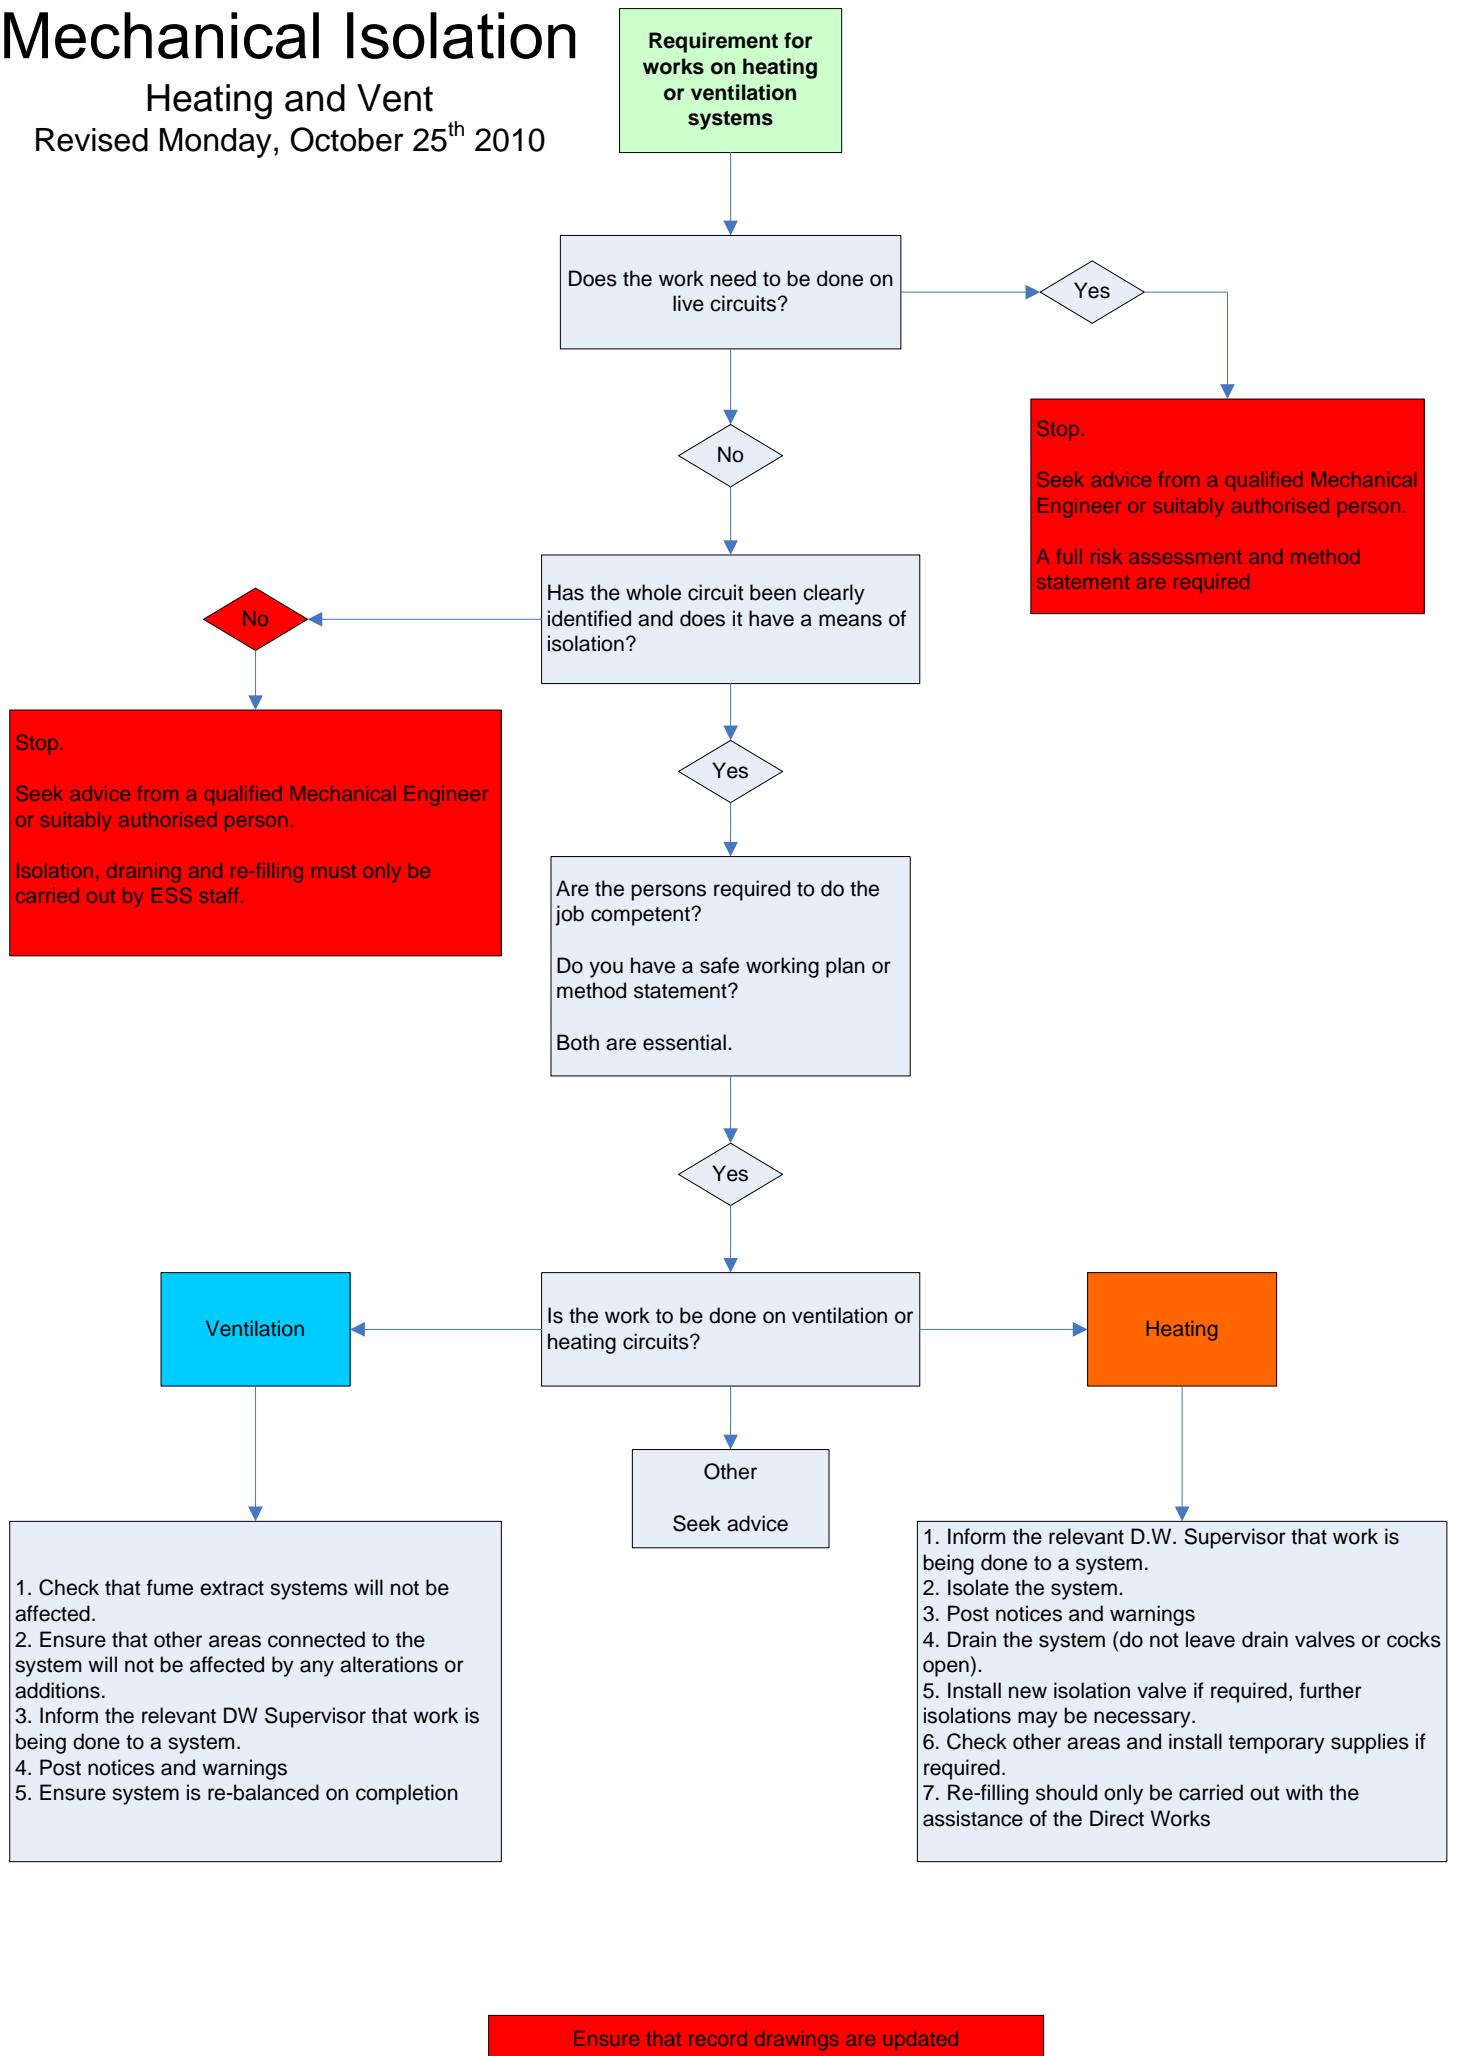 Mechanical Isolation
Heating and Vent
Revised Monday, October 25th 2010
Requirement for
works on heating
or ventilation
systems
Does the work need to be done on
live circuits?
Yes
Stop.
Seek advice from a qualified Mechanical
Engineer or suitably authorised person.
A full risk assessment and method
statement are required
No
Has the whole circuit been clearly
identified and does it have a means of
isolation?
No
Stop.
Seek advice from a qualified Mechanical Engineer
or suitably authorised person.
Isolation, draining and re-filling must only be
carried out by ESS staff.
Yes
Are the persons required to do the
job competent?
Do you have a safe working plan or
method statement?
Both are essential.
Yes
Is the work to be done on ventilation or
heating circuits?
Ventilation
Heating
Other
Seek advice
1. Check that fume extract systems will not be
affected.
2. Ensure that other areas connected to the
system will not be affected by any alterations or
additions.
3. Inform the relevant DW Supervisor that work is
being done to a system.
4. Post notices and warnings
5. Ensure system is re-balanced on completion
1. Inform the relevant D.W. Supervisor that work is
being done to a system.
2. Isolate the system.
3. Post notices and warnings
4. Drain the system (do not leave drain valves or cocks
open).
5. Install new isolation valve if required, further
isolations may be necessary.
6. Check other areas and install temporary supplies if
required.
7. Re-filling should only be carried out with the
assistance of the Direct Works
Ensure that record drawings are updated